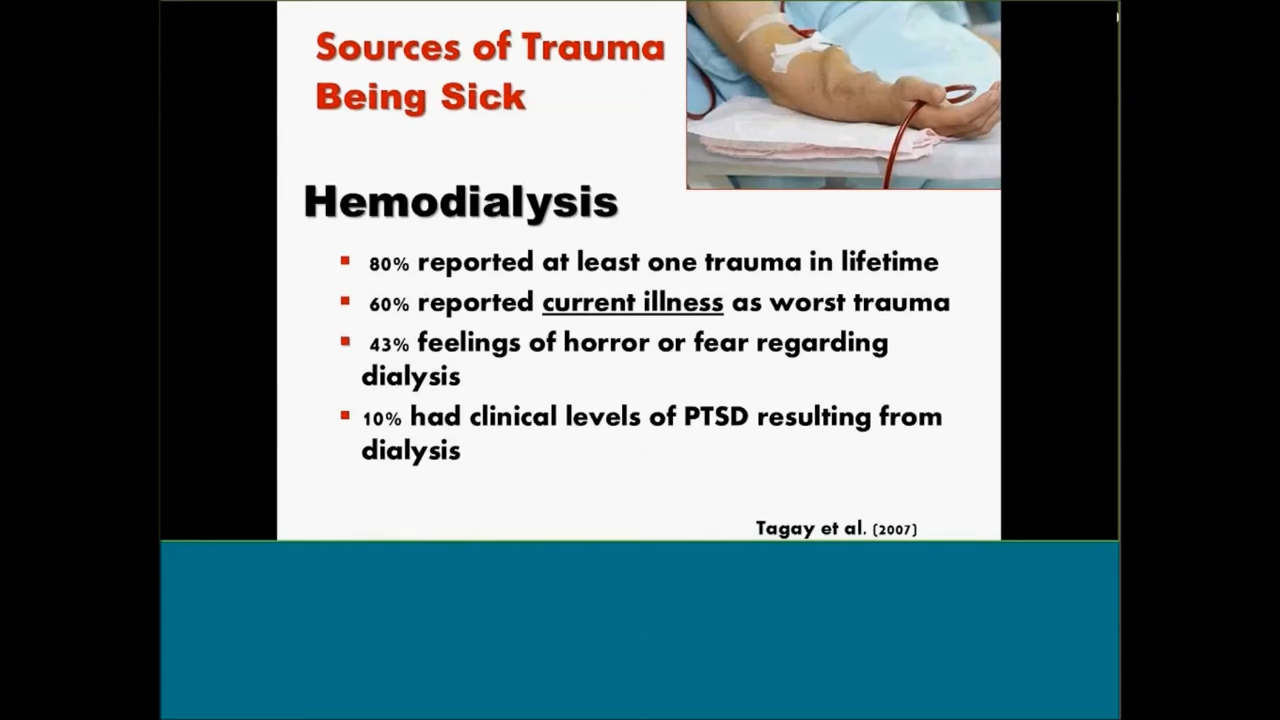 Sources of Trauma
Being Sick
Hemodialysis
80% reported at least one trauma in lifetime
60% reported current illness as worst trauma
43% feelings of horror or fear regarding
dialysis
10% had clinical levels of PTSD resulting from
dialysis
Tagay et al. (2007)